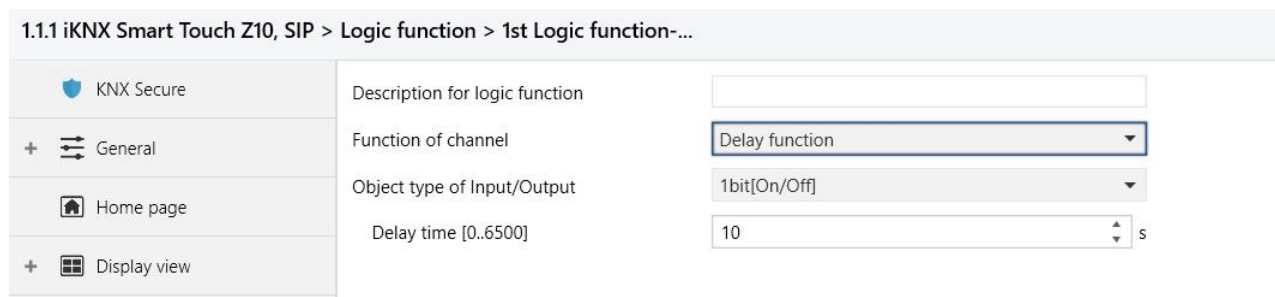 1.1.1 iKNX Smart Touch Z10, SIP > Logic function > 1st Logic function-...
KNX Secure
General
Home page
Display view
Description for logic function
Function of channel
Delay function
Object type of Input/Output
1bit[On/Off]
Delay time [0..6500]
10
s